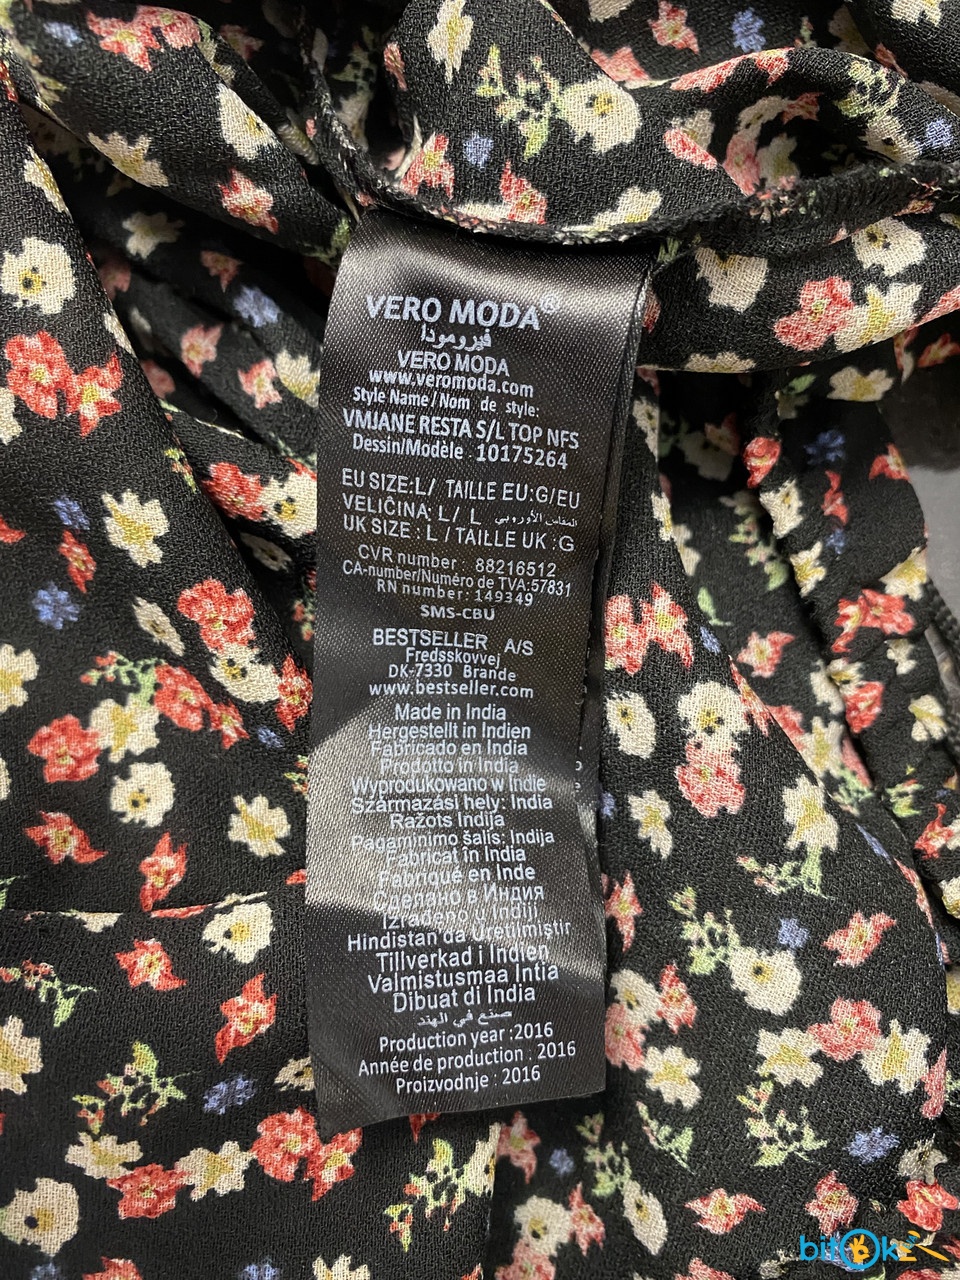 VERO MODA®
فيرومودا
VERO MODA
www.veromoda.com
Style Name / Nom de style:
VMJANE RESTA S/L TOP NFS
Dessin/Modèle : 10175264
EU SIZE:L/ TAILLE EU:G/EU
VELIČINA: L/ L المقاس الأوروبي
UK SIZE : L / TAILLE UK :G
CVR number : 88216512
CA-number/Numéro de TVA:57831
RN number: 149349
SMS-CBU
BESTSELLER A/S
Fredsskovvej
DK-7330 Brande
www.bestseller.com
Made in India
Hergestellt in Indien
Fabricado en India
Prodotto in India
Wyprodukowano w Indie
Származási hely: India
Ražots Indija
Pagaminimo šalis: Indija
Fabricat în India
Fabriqué en Inde
Сделано в Индия
Izrađeno u Indiji
Hindistan da Üretilmiştir
Tillverkad i Indien
Valmistusmaa Intia
Dibuat di India
صنع في الهند
Production year :2016
Année de production : 2016
Proizvodnje : 2016